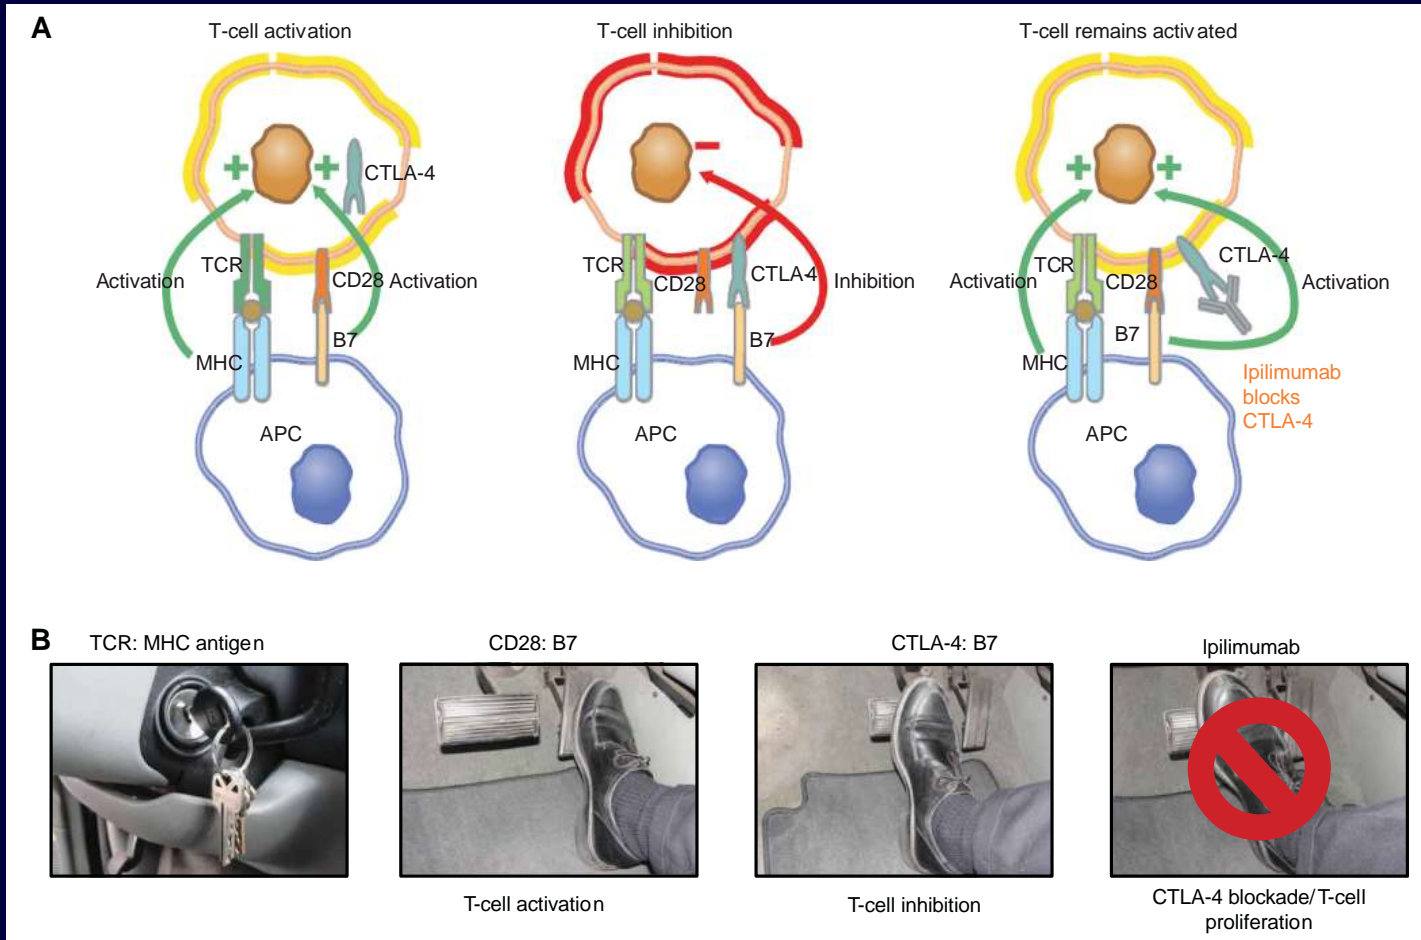 A
T-cell activation
T-cell inhibition
T-cell remains activated
CTLA-4
TCR
CD28
Activation
Activation
B7
MHC
APC
TCR
CD28
CTLA-4
Inhibition
B7
MHC
APC
TCR
CD28
CTLA-4
Activation
Activation
B7
MHC
Ipilimumab
blocks
CTLA-4
APC
B
TCR: MHC antigen
CD28: B7
CTLA-4: B7
Ipilimumab
T-cell activation
T-cell inhibition
CTLA-4 blockade/T-cell
proliferation